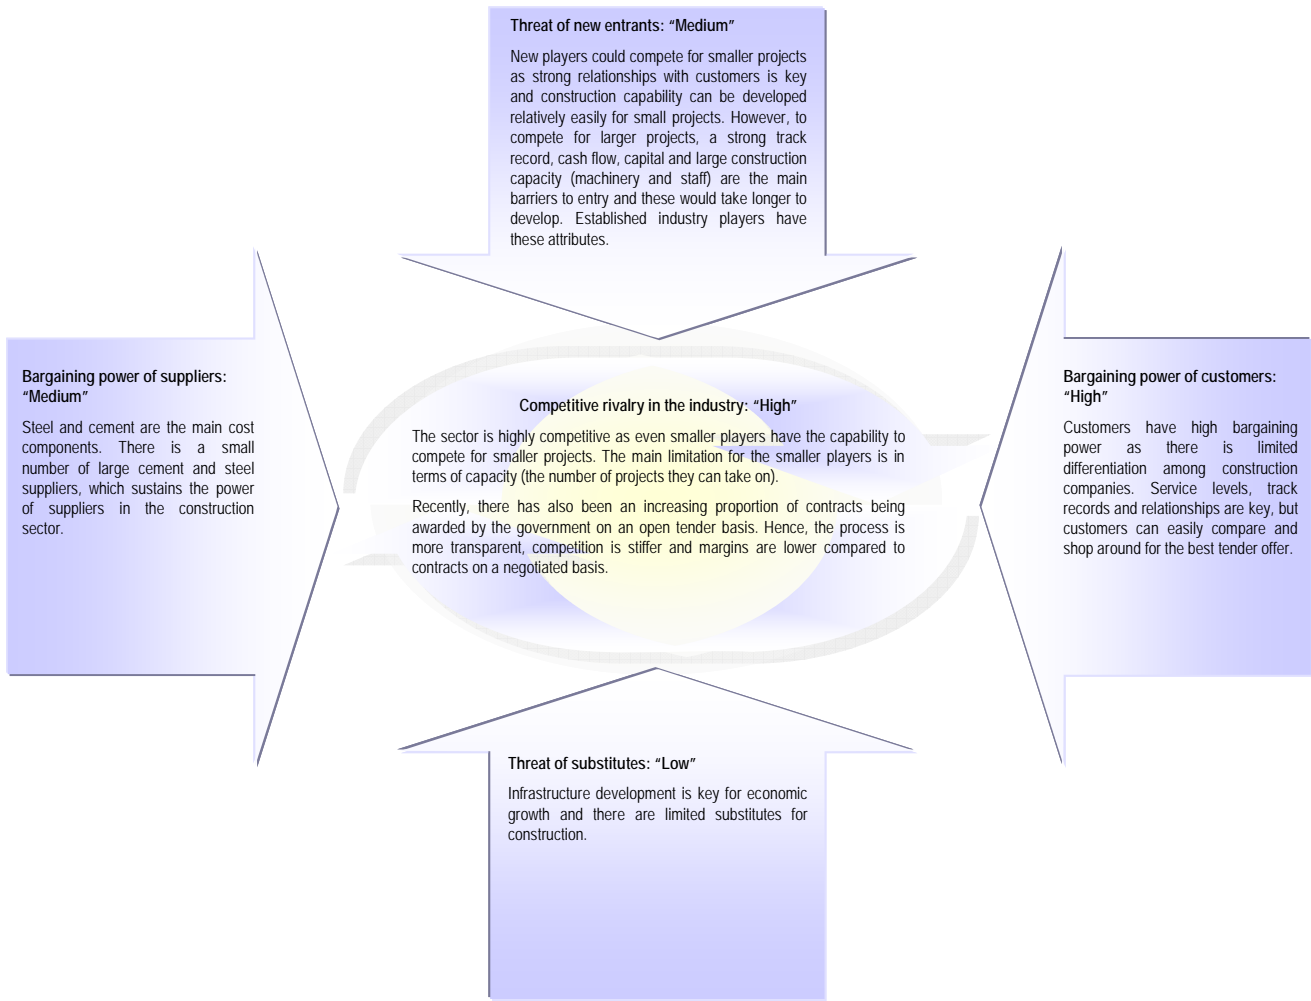 Threat of new entrants: “Medium”
New players could compete for smaller projects
as strong relationships with customers is key
and construction capability can be developed
relatively easily for small projects. However, to
compete for larger projects, a strong track
record, cash flow, capital and large construction
capacity (machinery and staff) are the main
barriers to entry and these would take longer to
develop. Established industry players have
these attributes.
Bargaining power of suppliers:
“Medium”
Steel and cement are the main cost
components. There is a small
number of large cement and steel
suppliers, which sustains the power
of suppliers in the construction
sector.
Competitive rivalry in the industry: “High”
The sector is highly competitive as even smaller players have the capability to
compete for smaller projects. The main limitation for the smaller players is in
terms of capacity (the number of projects they can take on).
Recently, there has also been an increasing proportion of contracts being
awarded by the government on an open tender basis. Hence, the process is
more transparent, competition is stiffer and margins are lower compared to
contracts on a negotiated basis.
Bargaining power of customers:
“High”
Customers have high bargaining
power as there is limited
differentiation among construction
companies. Service levels, track
records and relationships are key, but
customers can easily compare and
shop around for the best tender offer.
Threat of substitutes: “Low”
Infrastructure development is key for economic
growth and there are limited substitutes for
construction.